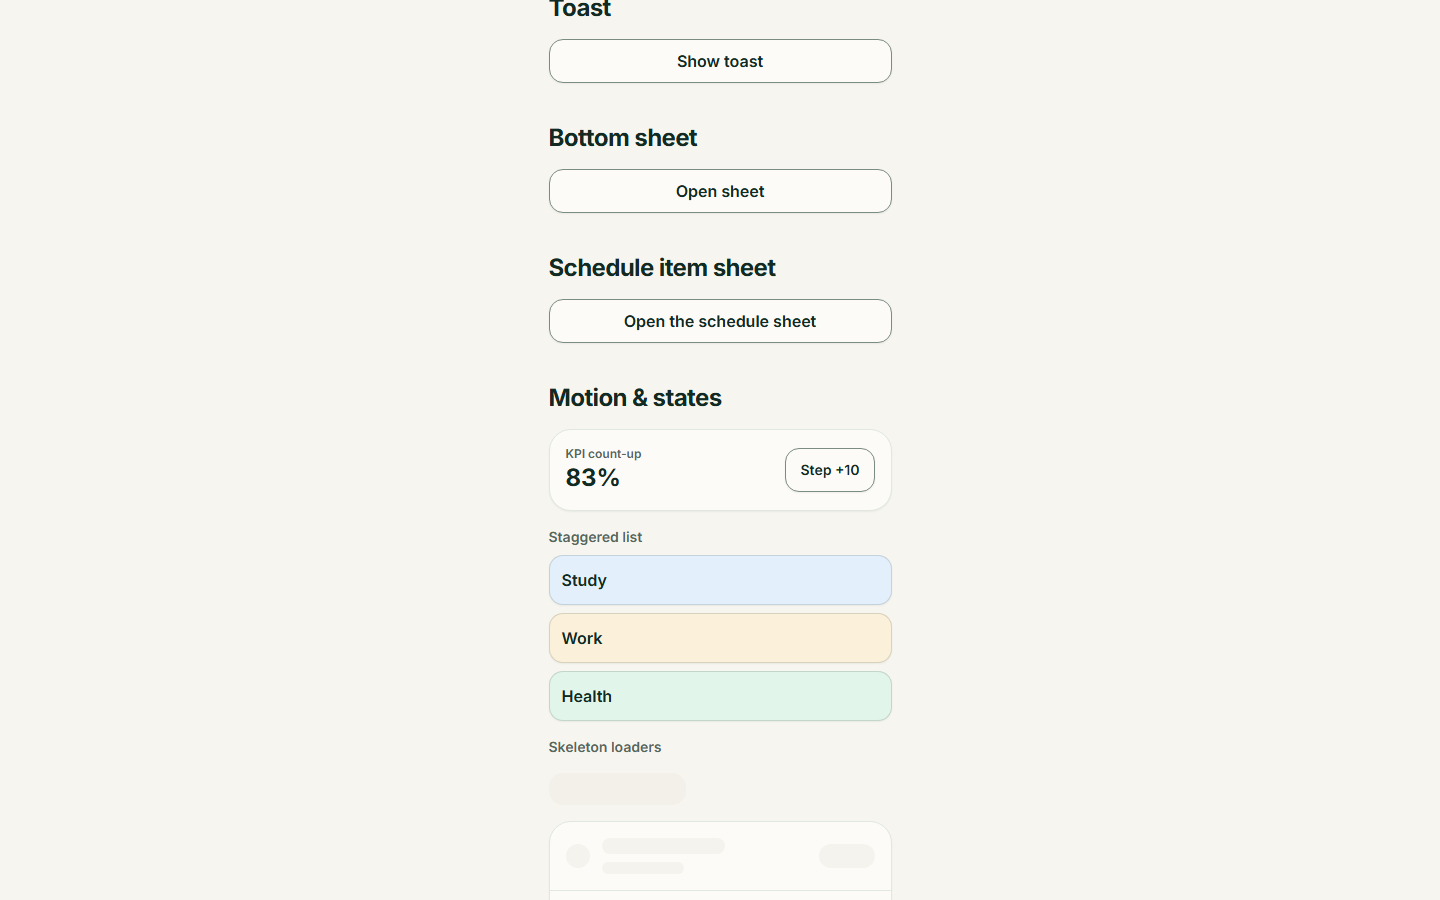 Toast
Show toast
Bottom sheet
Open sheet
Schedule item sheet
Open the schedule sheet
Motion & states
KPI count-up
83%
Step +10
Staggered list
Study
Work
Health
Skeleton loaders